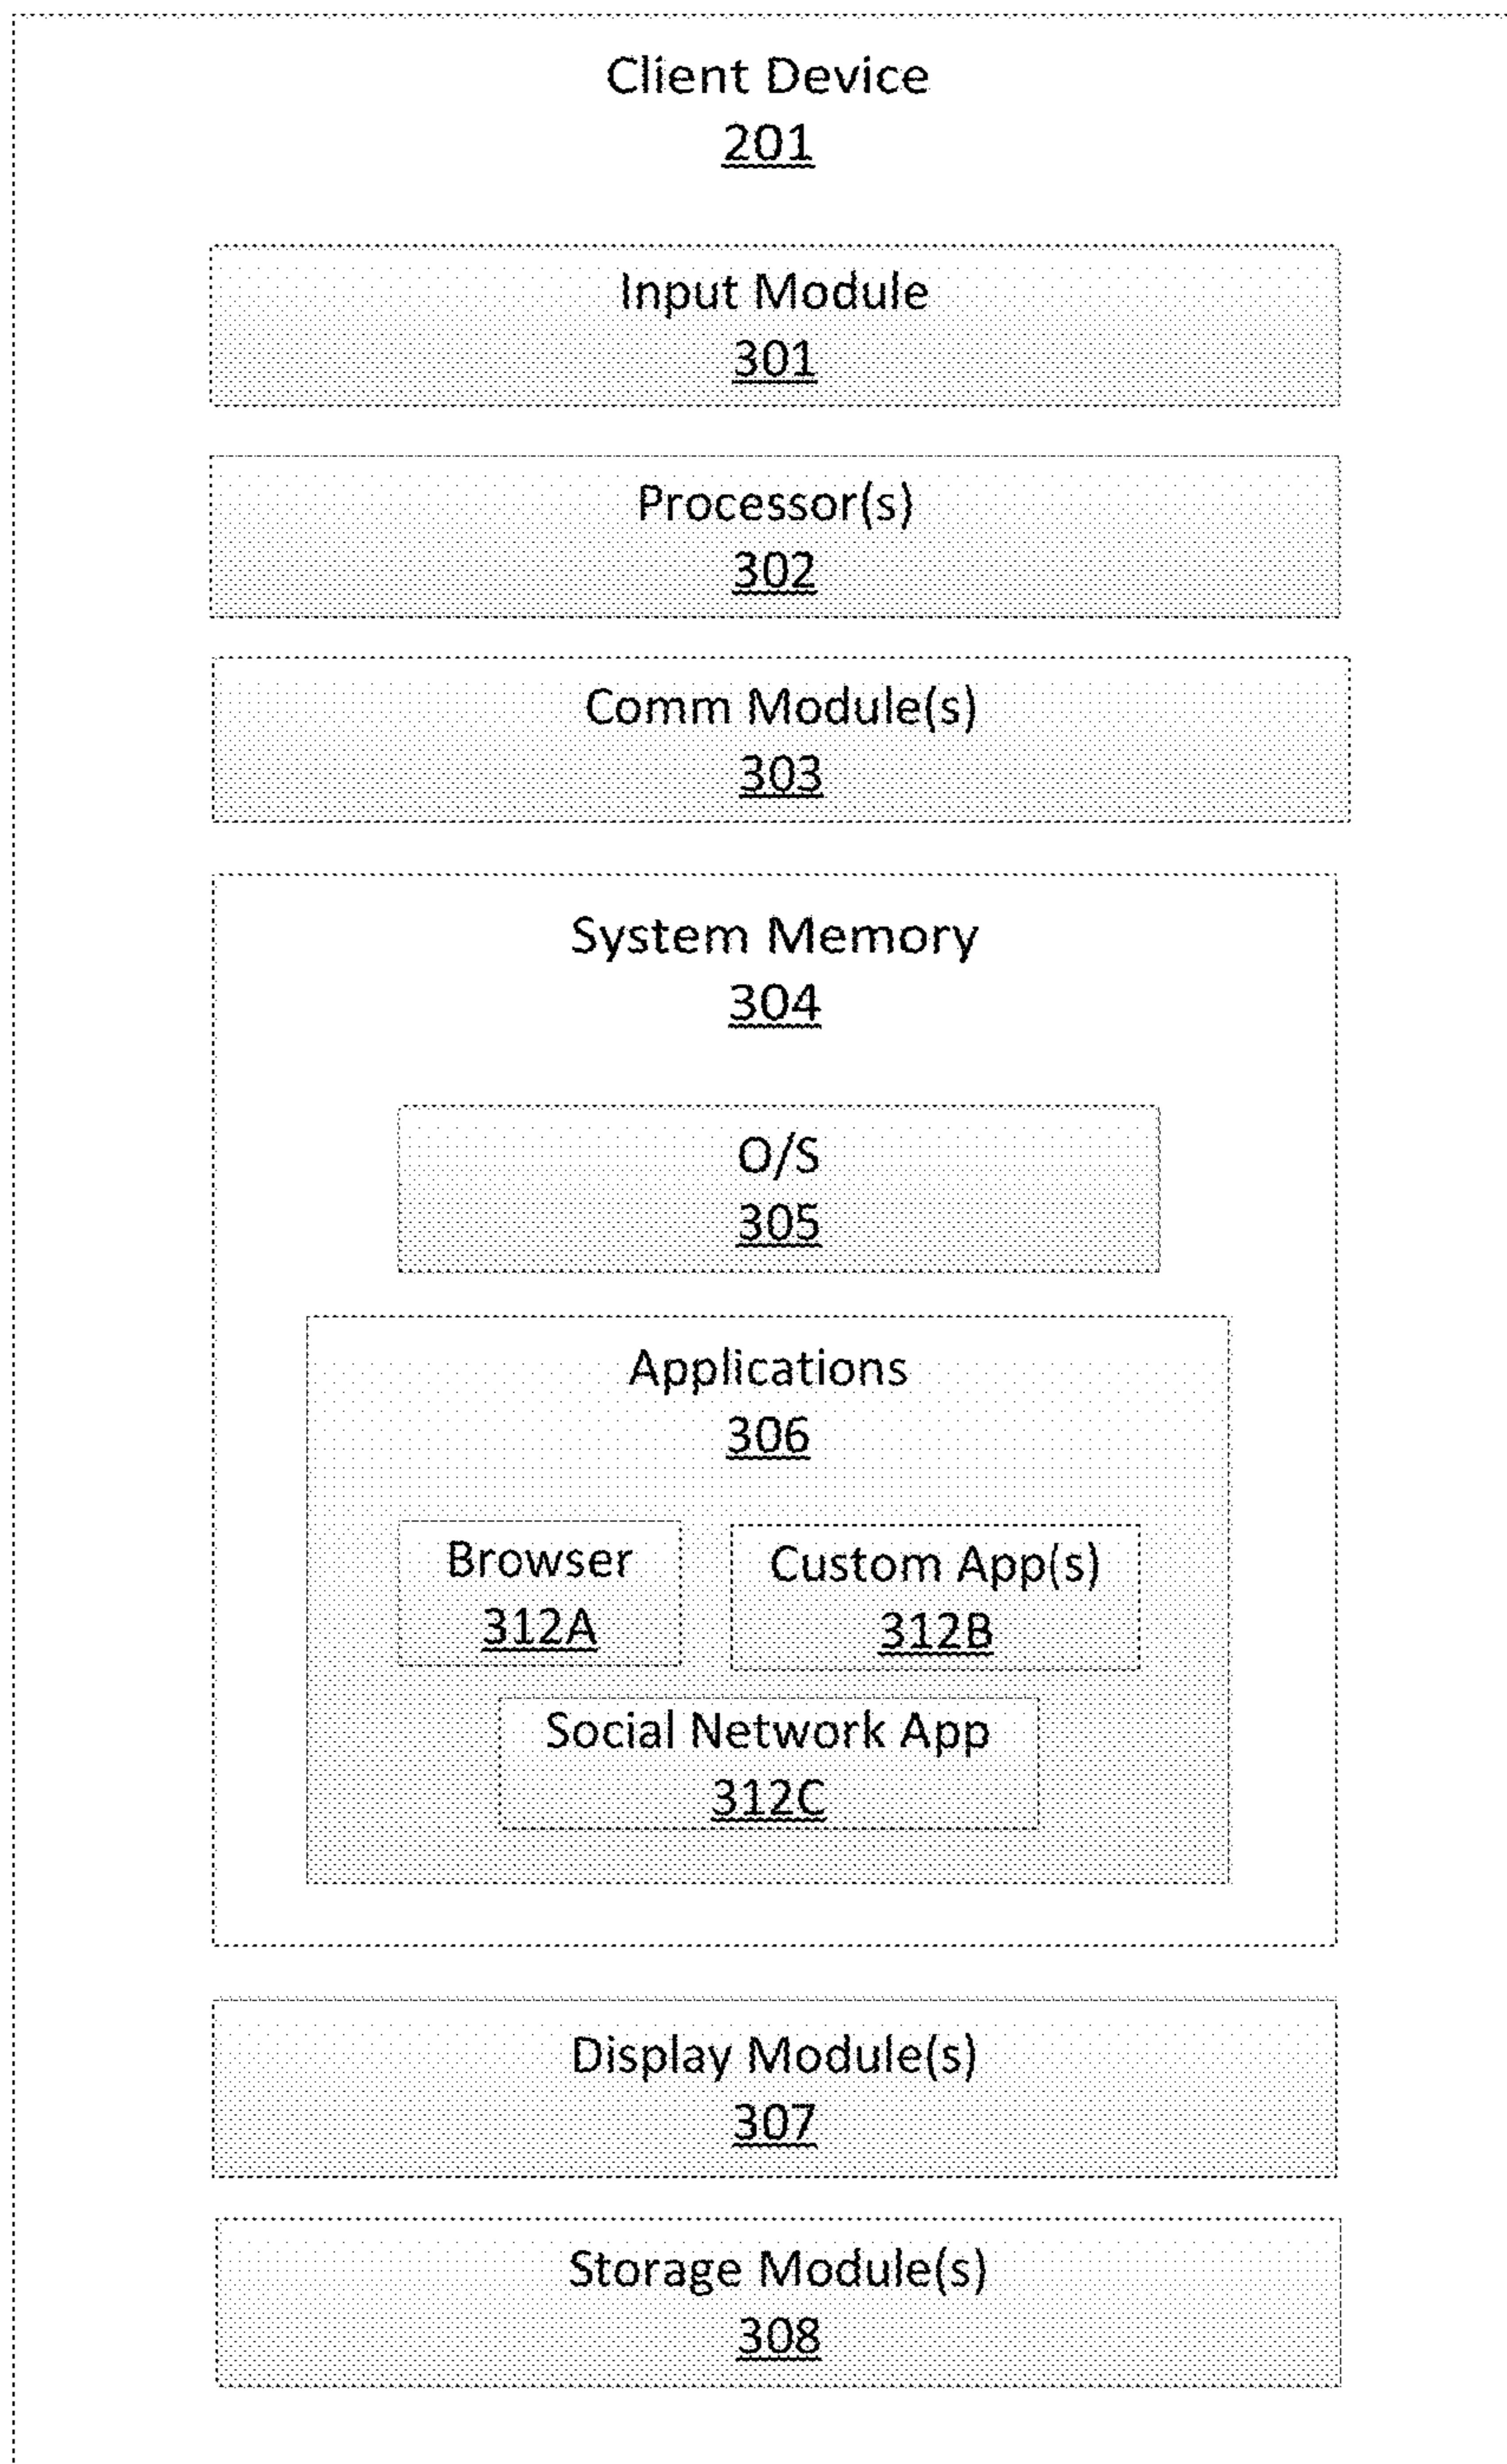 Client Device
201
Input Module
301
Processor(s)
302
Comm Module(s)
303
System Memory
304
O/S
305
Applications
306
Browser
312A
Custom App(s)
312B
Social Network App
312C
Display Module(s)
307
Storage Module(s)
308